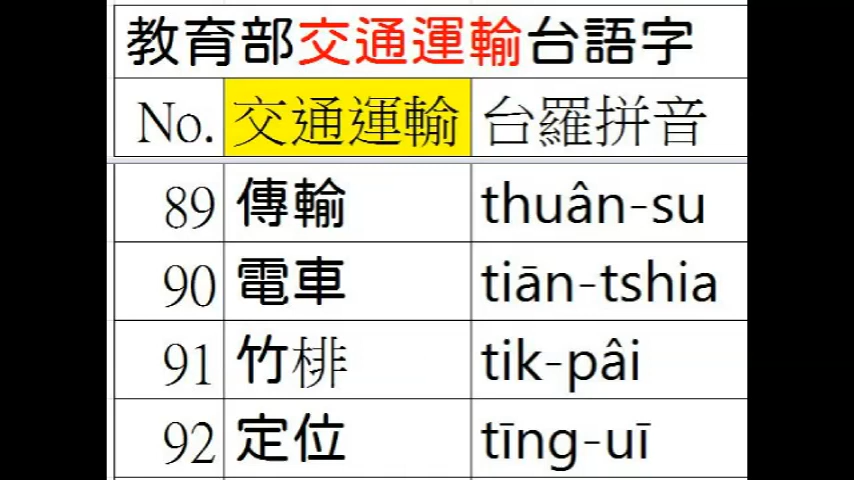 教育部交通運輸台語字
No. 交通運輸 台羅拼音
89 傳輸 thuân-su
90 電車 tiān-tshia
91 竹棑 tik-pâi
92 定位 tīng-uī